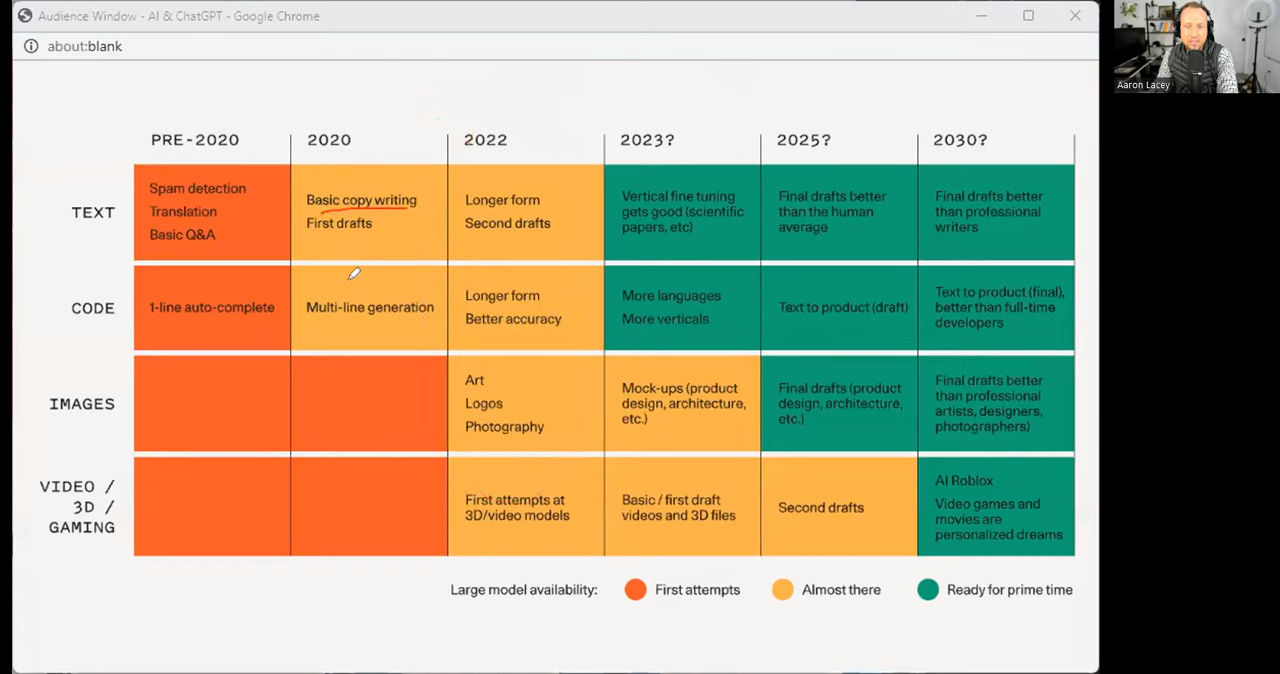 Audience Window - AI & ChatGPT - Google Chrome
about:blank
Aaron Lacey
PRE-2020
2020
2022
2023?
2025?
2030?
TEXT
Spam detection
Translation
Basic Q&A
Basic copy writing
First drafts
Longer form
Second drafts
Vertical fine tuning
gets good (scientific
papers, etc)
Final drafts better
than the human
average
Final drafts better
than professional
writers
CODE
1-line auto-complete
Multi-line generation
Longer form
Better accuracy
More languages
More verticals
Text to product (draft)
Text to product (final),
better than full-time
developers
IMAGES
Art
Logos
Photography
Mock-ups (product
design, architecture,
etc.)
Final drafts (product
design, architecture,
etc.)
Final drafts better
than professional
artists, designers,
photographers)
VIDEO /
3D /
GAMING
First attempts at
3D/video models
Basic / first draft
videos and 3D files
Second drafts
AI Roblox
Video games and
movies are
personalized dreams
Large model availability:
First attempts
Almost there
Ready for prime time